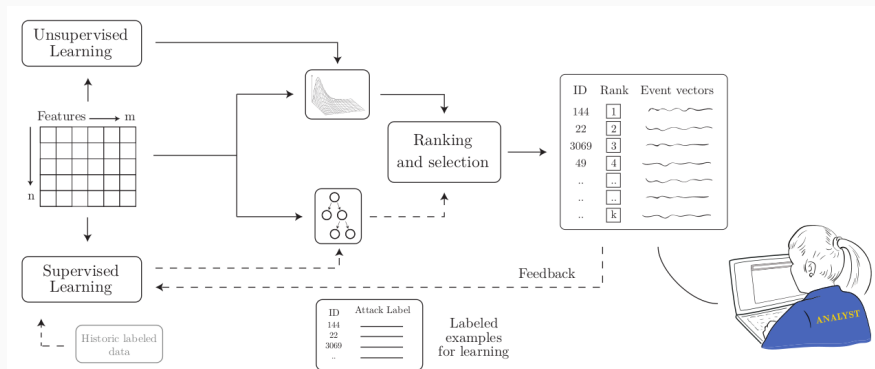 Unsupervised
Learning
Features
m
n
Supervised
Learning
Historic labeled
data
Ranking
and selection
ID Rank Event vectors
144 1
22 2
3069 3
49 4
.. ..
.. ..
.. k
Feedback
ID Attack Label
144
22
3069
..
Labeled
examples
for learning
ANALYST